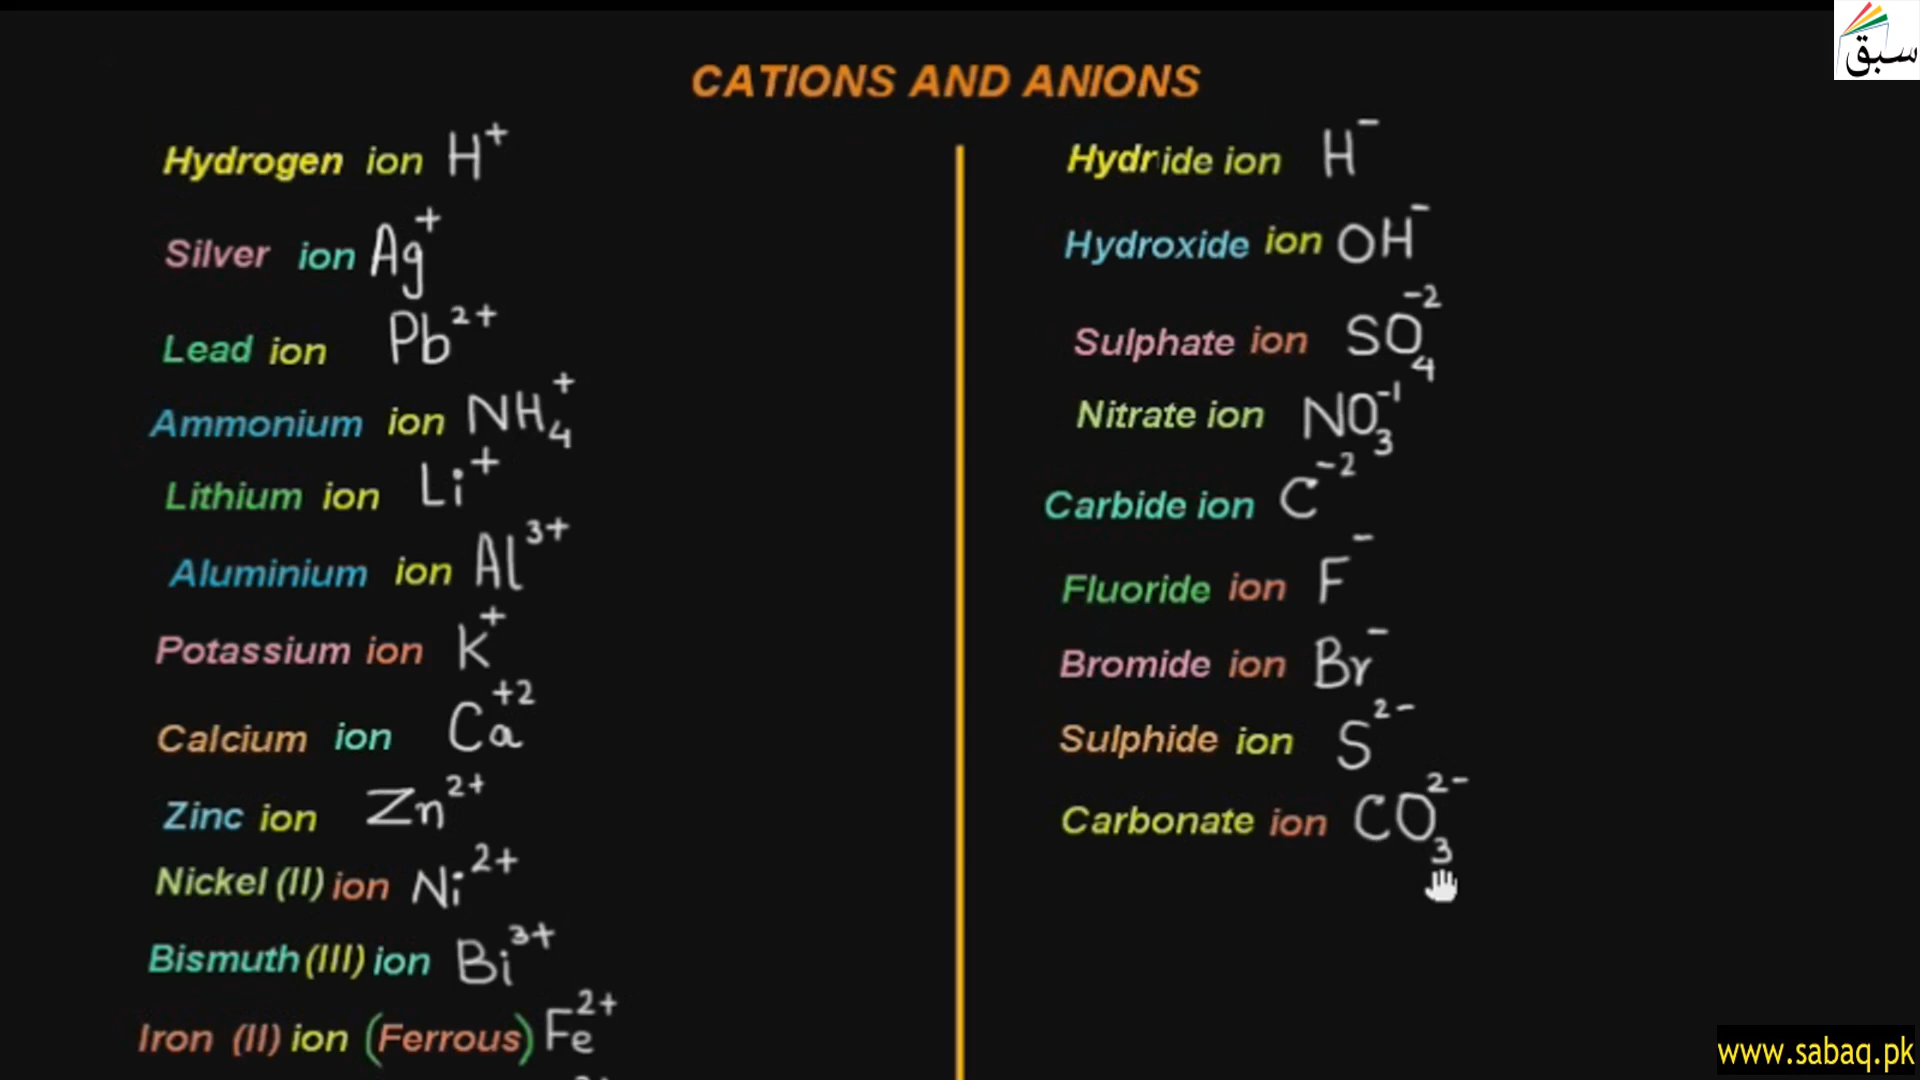 سبق
CATIONS AND ANIONS
Hydrogen ion H⁺
Silver ion Ag⁺
Lead ion Pb²⁺
Ammonium ion NH₄⁺
Lithium ion Li⁺
Aluminium ion Al³⁺
Potassium ion K⁺
Calcium ion Ca⁺²
Zinc ion Zn²⁺
Nickel (II) ion Ni²⁺
Bismuth (III) ion Bi³⁺
Iron (II) ion (Ferrous) Fe²⁺
Hydride ion H⁻
Hydroxide ion OH⁻
Sulphate ion SO₄⁻²
Nitrate ion NO₃⁻¹
Carbide ion C⁻²
Fluoride ion F⁻
Bromide ion Br⁻
Sulphide ion S²⁻
Carbonate ion CO₃²⁻
www.sabaq.pk